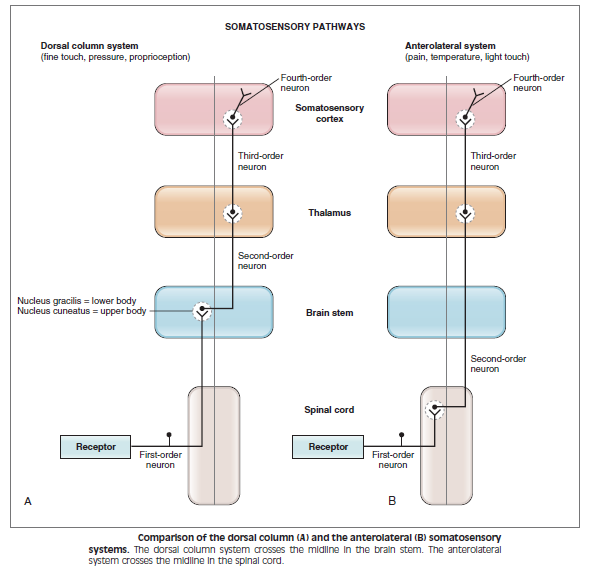 SOMATOSENSORY PATHWAYS
Dorsal column system
(fine touch, pressure, proprioception)
Anterolateral system
(pain, temperature, light touch)
Fourth-order
neuron
Somatosensory
cortex
Fourth-order
neuron
Third-order
neuron
Third-order
neuron
Thalamus
Second-order
neuron
Nucleus gracilis = lower body
Nucleus cuneatus = upper body
Brain stem
Second-order
neuron
Spinal cord
Receptor
First-order
neuron
Receptor
First-order
neuron
A
B
Comparison of the dorsal column (A) and the anterolateral (B) somatosensory
systems. The dorsal column system crosses the midline in the brain stem. The anterolateral
system crosses the midline in the spinal cord.